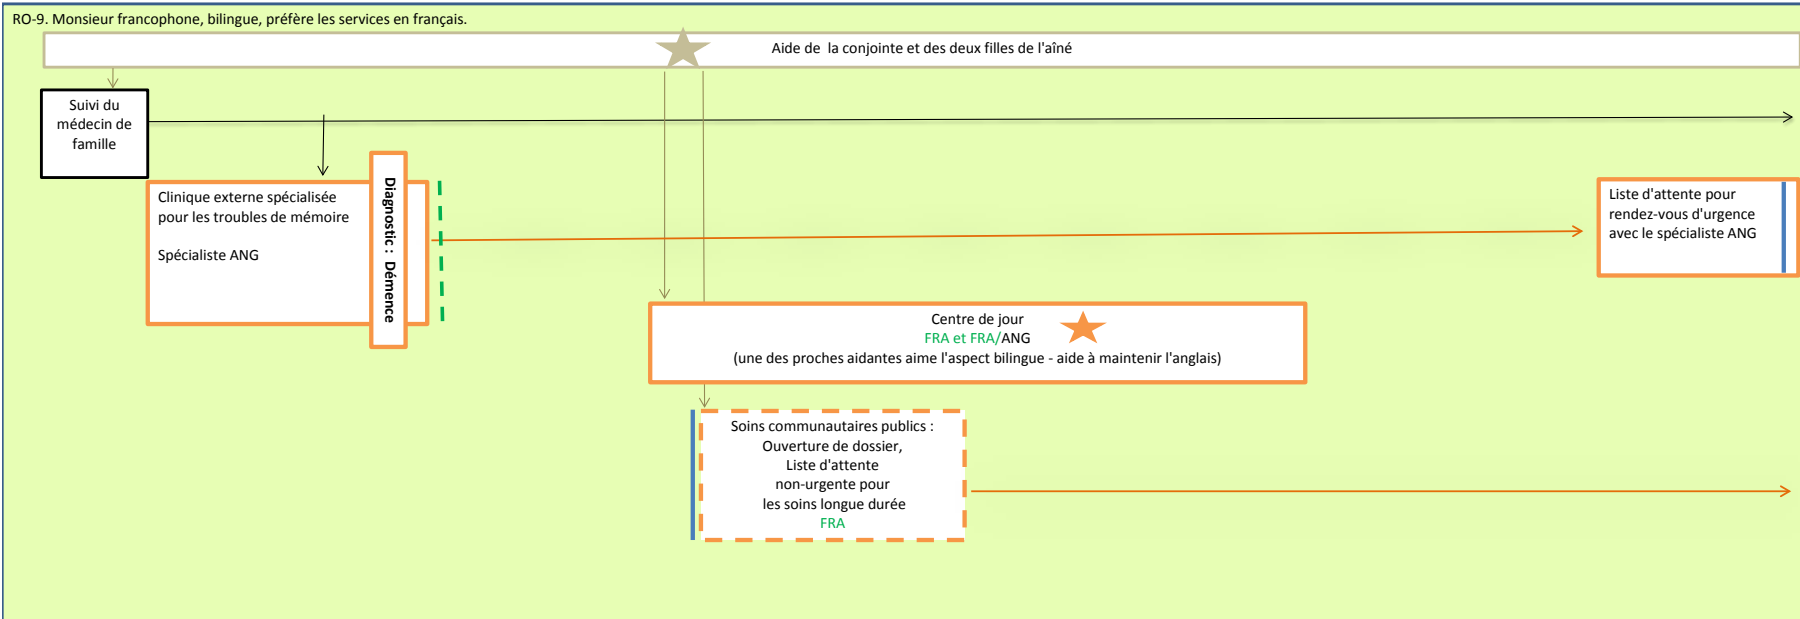 RO-9. Monsieur francophone, bilingue, préfère les services en français.
Aide de  la conjointe et des deux filles de l'aîné
Suivi du
médecin de
famille
Clinique externe spécialisée
pour les troubles de mémoire
Spécialiste ANG
Diagnostic :  Démence
Liste d'attente pour
rendez-vous d'urgence
avec le spécialiste ANG
Centre de jour
FRA et FRA/ANG
(une des proches aidantes aime l'aspect bilingue - aide à maintenir l'anglais)
Soins communautaires publics :
Ouverture de dossier,
Liste d'attente
non-urgente pour
les soins longue durée
FRA